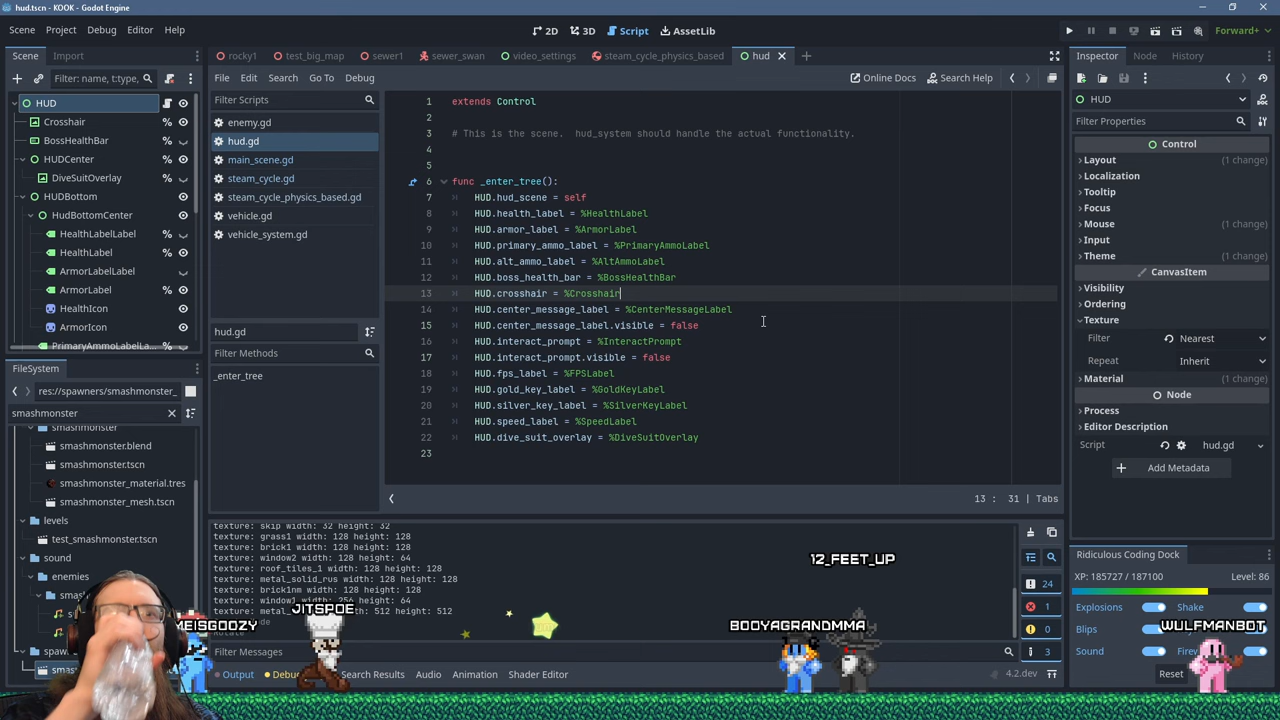 hud.tscn - KOOK - Godot Engine
Scene Project Debug Editor Help
2D 3D Script AssetLib
Forward+
Scene Import
rocky1 test_big_map sewer1 sewer_swan video_settings steam_cycle_physics_based hud
Inspector Node History
Filter: name, t:type,
File Edit Search Go To Debug
Online Docs Search Help
HUD
Crosshair
BossHealthBar
HUDCenter
DiveSuitOverlay
HUDBottom
HudBottomCenter
HealthLabelLabel
HealthLabel
ArmorLabelLabel
ArmorLabel
HealthIcon
ArmorIcon
PrimaryAmmoLabelLa...
Filter Scripts
enemy.gd
hud.gd
main_scene.gd
steam_cycle.gd
steam_cycle_physics_based.gd
vehicle.gd
vehicle_system.gd
hud.gd
Filter Methods
_enter_tree
1 extends Control
2
3 # This is the scene.  hud_system should handle the actual functionality.
4
5
6 func _enter_tree():
7 HUD.hud_scene = self
8 HUD.health_label = %HealthLabel
9 HUD.armor_label = %ArmorLabel
10 HUD.primary_ammo_label = %PrimaryAmmoLabel
11 HUD.alt_ammo_label = %AltAmmoLabel
12 HUD.boss_health_bar = %BossHealthBar
13 HUD.crosshair = %Crosshair
14 HUD.center_message_label = %CenterMessageLabel
15 HUD.center_message_label.visible = false
16 HUD.interact_prompt = %InteractPrompt
17 HUD.interact_prompt.visible = false
18 HUD.fps_label = %FPSLabel
19 HUD.gold_key_label = %GoldKeyLabel
20 HUD.silver_key_label = %SilverKeyLabel
21 HUD.speed_label = %SpeedLabel
22 HUD.dive_suit_overlay = %DiveSuitOverlay
23
13 : 31 | Tabs
HUD
Filter Properties
Control
Layout (1 change)
Localization
Tooltip
Focus
Mouse (1 change)
Input
Theme (1 change)
CanvasItem
Visibility
Ordering
Texture
Filter Nearest
Repeat Inherit
Material
Node
Process
Editor Description
Script hud.gd
Add Metadata
FileSystem
res://spawners/smashmonster_
smashmonster
smashmonster
smashmonster.blend
smashmonster.tscn
smashmonster_material.tres
smashmonster_mesh.tscn
levels
test_smashmonster.tscn
sound
enemies
texture: skip width: 32 height: 32
texture: grass1 width: 128 height: 128
texture: brick1 width: 128 height: 128
texture: window2 width: 128 height: 64
texture: roof_tiles_1 width: 128 height: 128
texture: metal_solid_rus width: 128 height: 128
texture: brick1nm width: 128 height: 128
texture: window1 width: 256 height: 64
Filter Messages
24
1
0
3
Output Search Results Audio Animation Shader Editor
4.2.dev
Ridiculous Coding Dock
XP: 185727 / 187100 Level: 86
Explosions Shake
Blips
Sound
Reset
12_FEET_UP
JITSPOE
MEISGOOZY
BOOYAGRANDMMA
WULFMANBOT